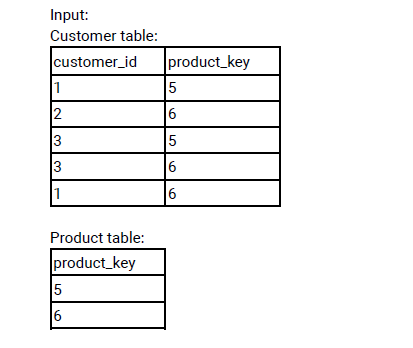 Input:
Customer table:
customer_id product_key
1 5
2 6
3 5
3 6
1 6
Product table:
product_key
5
6